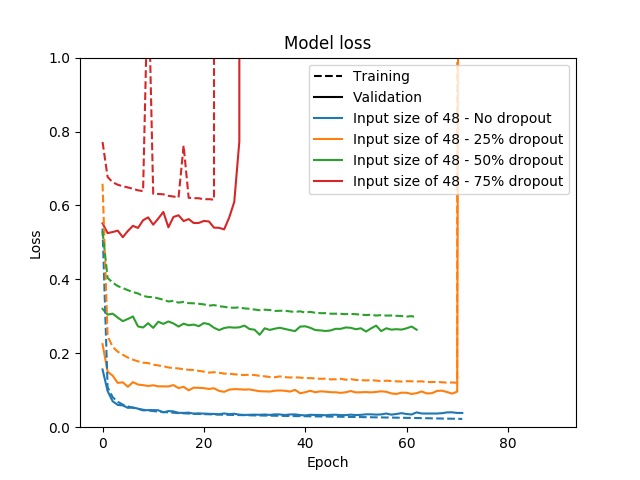 Model loss
1.0
0.8
0.6
0.4
0.2
0.0
Loss
Training
Validation
Input size of 48 - No dropout
Input size of 48 - 25% dropout
Input size of 48 - 50% dropout
Input size of 48 - 75% dropout
0 20 40 60 80
Epoch